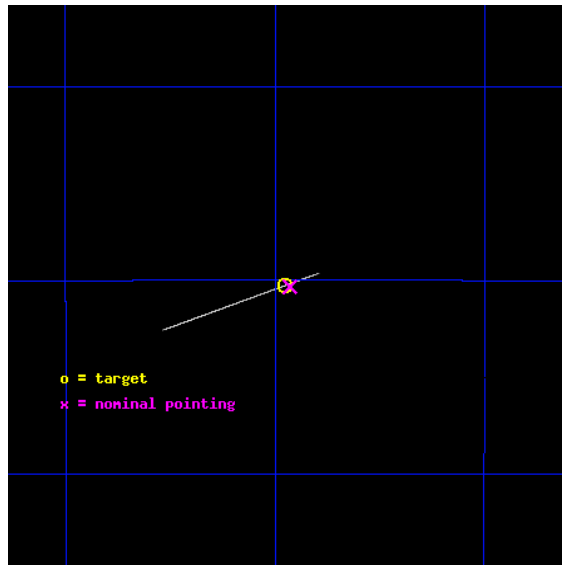 o = target
x = nominal pointing